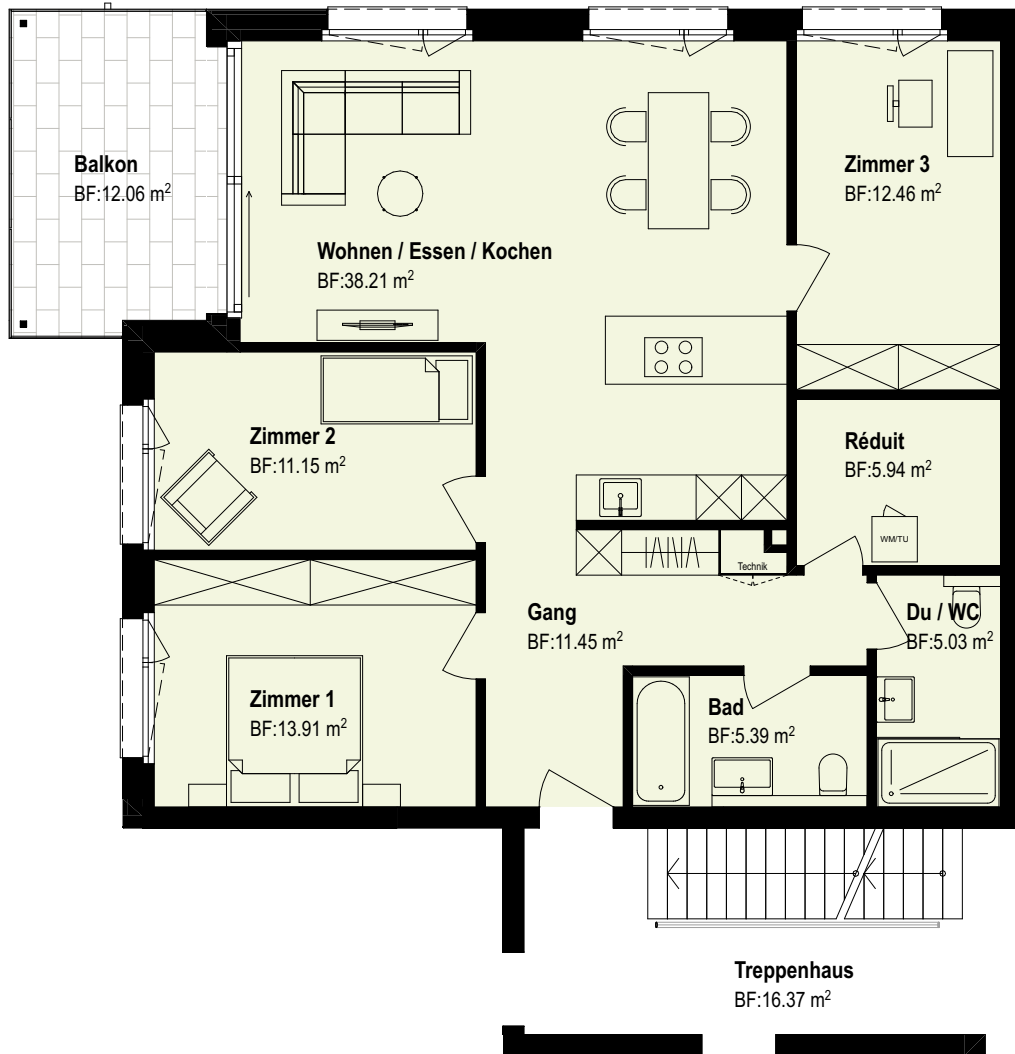 Balkon
BF:12.06 m²
Zimmer 3
BF:12.46 m²
Wohnen / Essen / Kochen
BF:38.21 m²
Zimmer 2
BF:11.15 m²
Réduit
BF:5.94 m²
WM/TU
Technik
Gang
BF:11.45 m²
Du / WC
BF:5.03 m²
Zimmer 1
BF:13.91 m²
Bad
BF:5.39 m²
Treppenhaus
BF:16.37 m²